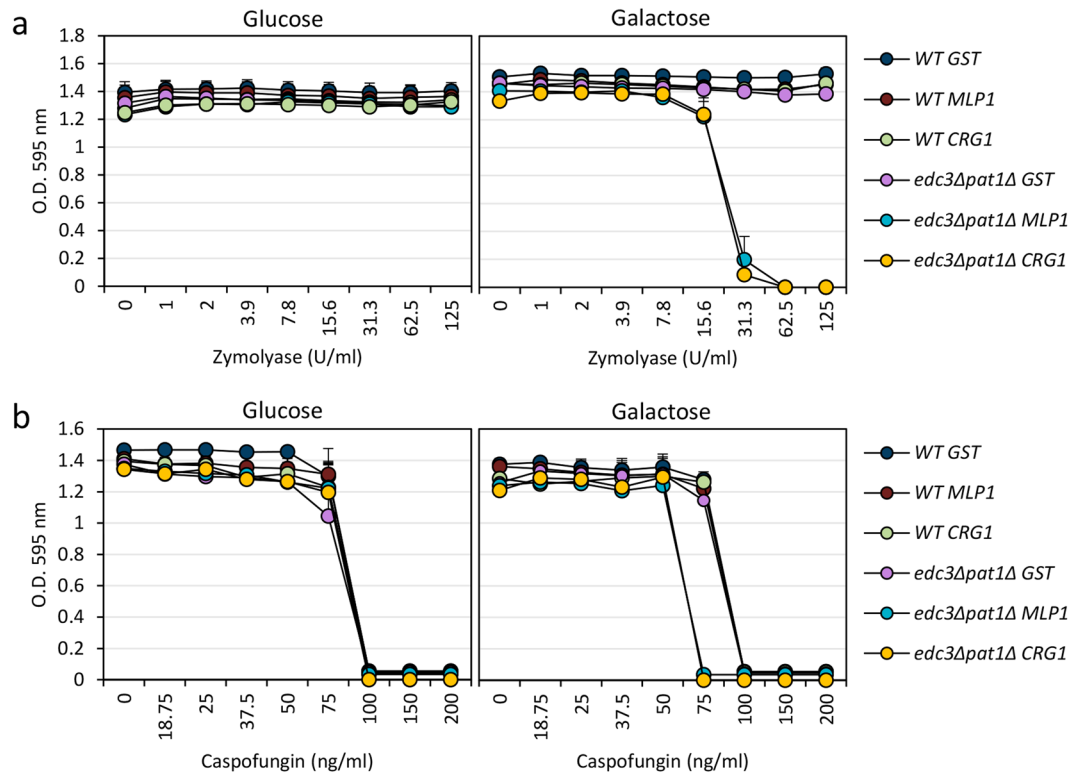 a
Glucose
Galactose
1.8
1.6
1.4
1.2
1
0.8
0.6
0.4
0.2
0
O.D. 595 nm
0 1 2 3.9 7.8 15.6 31.3 62.5 125
0 1 2 3.9 7.8 15.6 31.3 62.5 125
Zymolyase (U/ml)
Zymolyase (U/ml)
WT GST
WT MLP1
WT CRG1
edc3Δpat1Δ GST
edc3Δpat1Δ MLP1
edc3Δpat1Δ CRG1
b
Glucose
Galactose
1.6
1.4
1.2
1
0.8
0.6
0.4
0.2
0
O.D. 595 nm
0 18.75 25 37.5 50 75 100 150 200
0 18.75 25 37.5 50 75 100 150 200
Caspofungin (ng/ml)
Caspofungin (ng/ml)
WT GST
WT MLP1
WT CRG1
edc3Δpat1Δ GST
edc3Δpat1Δ MLP1
edc3Δpat1Δ CRG1